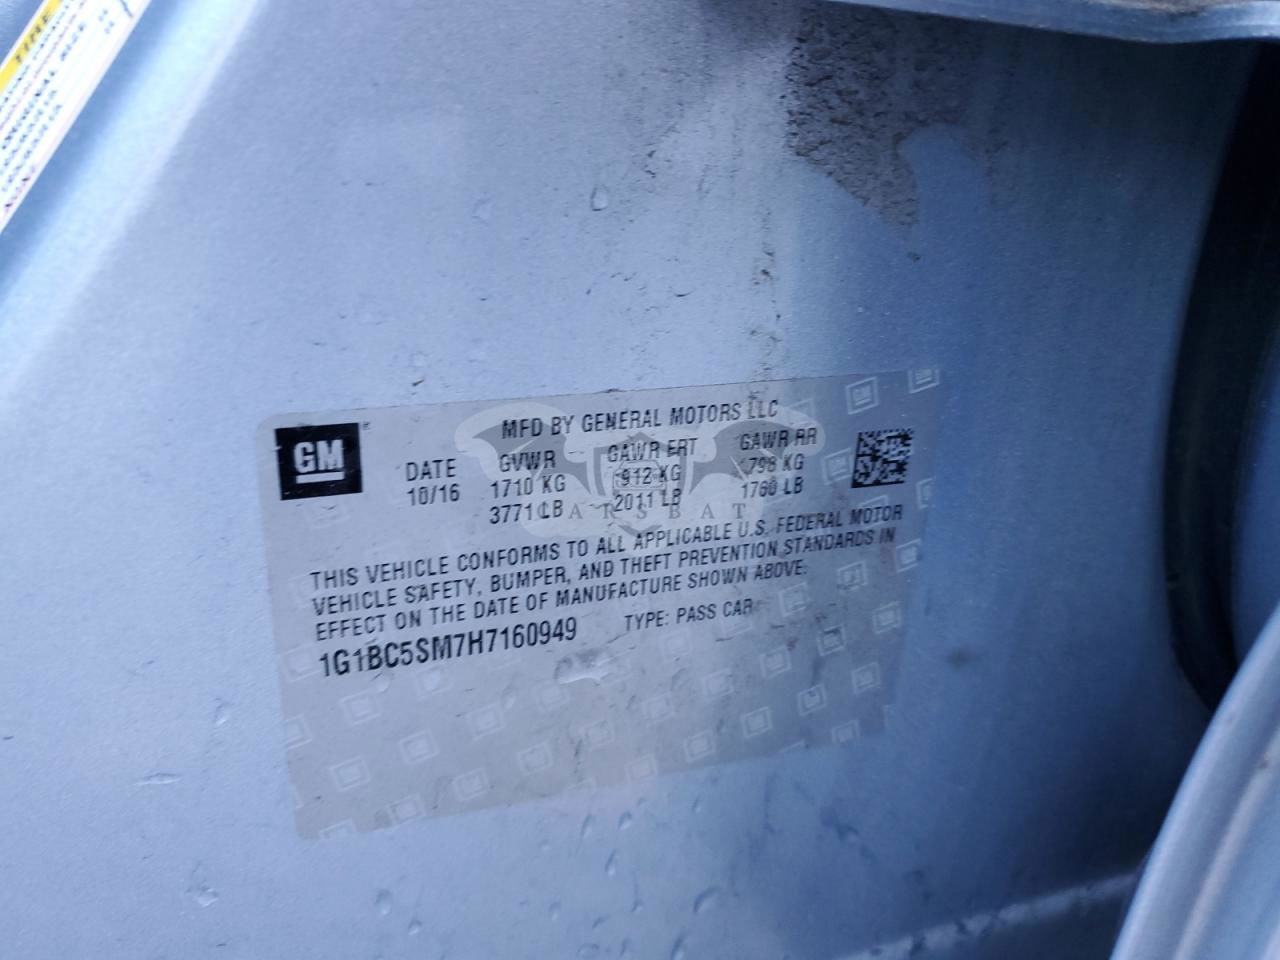 TIRE
GM
MFD BY GENERAL MOTORS LLC
DATE GVWR GAWR FRT GAWR RR
10/16 1710 KG 912 KG 798 KG
3771 LB 2011 LB 1760 LB
CARSBAT
THIS VEHICLE CONFORMS TO ALL APPLICABLE U.S. FEDERAL MOTOR
VEHICLE SAFETY, BUMPER, AND THEFT PREVENTION STANDARDS IN
EFFECT ON THE DATE OF MANUFACTURE SHOWN ABOVE.
1G1BC5SM7H7160949 TYPE: PASS CAR